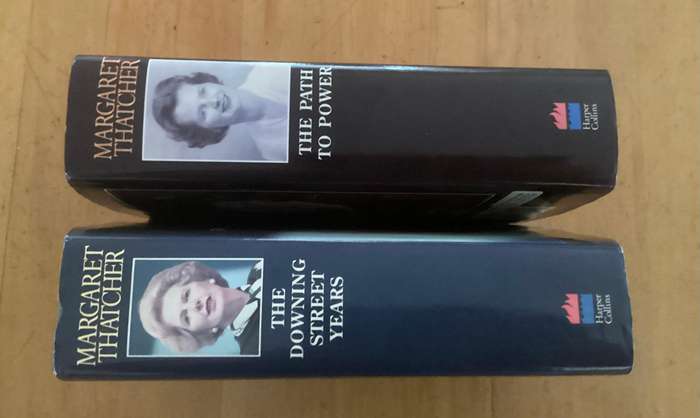 MARGARET
THATCHER
THE PATH
TO POWER
Harper
Collins
MARGARET
THATCHER
THE
DOWNING
STREET
YEARS
Harper
Collins